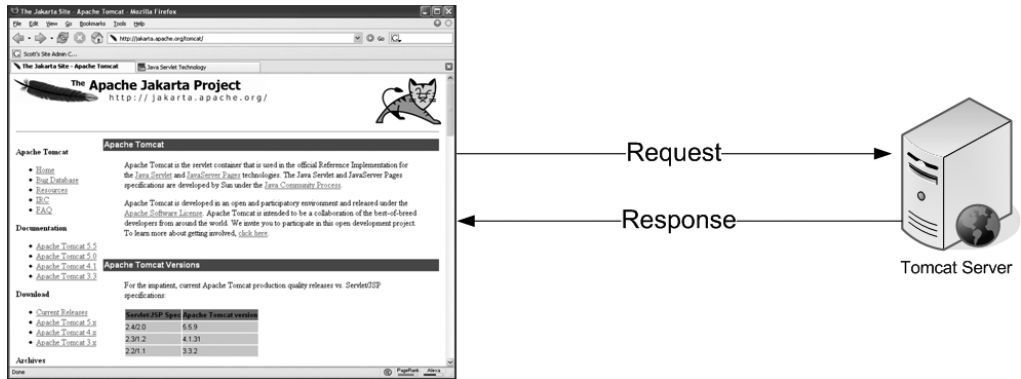 The Jakarta Site - Apache Tomcat - Mozilla Firefox
File Edit View Go Bookmarks Tools Help
http://jakarta.apache.org/tomcat/ Go G
Scott's Site Admin C...
The Jakarta Site - Apache Tomcat Java Servlet Technology
The Apache Jakarta Project
http://jakarta.apache.org/
Apache Tomcat
Home
Bug Database
Resources
IRC
FAQ
Documentation
Apache Tomcat 5.5
Apache Tomcat 5.0
Apache Tomcat 4.1
Apache Tomcat 3.3
Download
Current Releases
Apache Tomcat 5.x
Apache Tomcat 4.x
Apache Tomcat 3.x
Archives
Apache Tomcat
Apache Tomcat is the servlet container that is used in the official Reference Implementation for
the Java Servlet and JavaServer Pages technologies. The Java Servlet and JavaServer Pages
specifications are developed by Sun under the Java Community Process.
Apache Tomcat is developed in an open and participatory environment and released under the
Apache Software License. Apache Tomcat is intended to be a collaboration of the best-of-breed
developers from around the world. We invite you to participate in this open development project.
To learn more about getting involved, click here.
Apache Tomcat Versions
For the impatient, current Apache Tomcat production quality releases vs. Servlet/JSP
specifications:
Servlet/JSP Spec Apache Tomcat version
2.4/2.0 5.5.9
2.3/1.2 4.1.31
2.2/1.1 3.3.2
Done PageRank Alexa
Request
Response
Tomcat Server